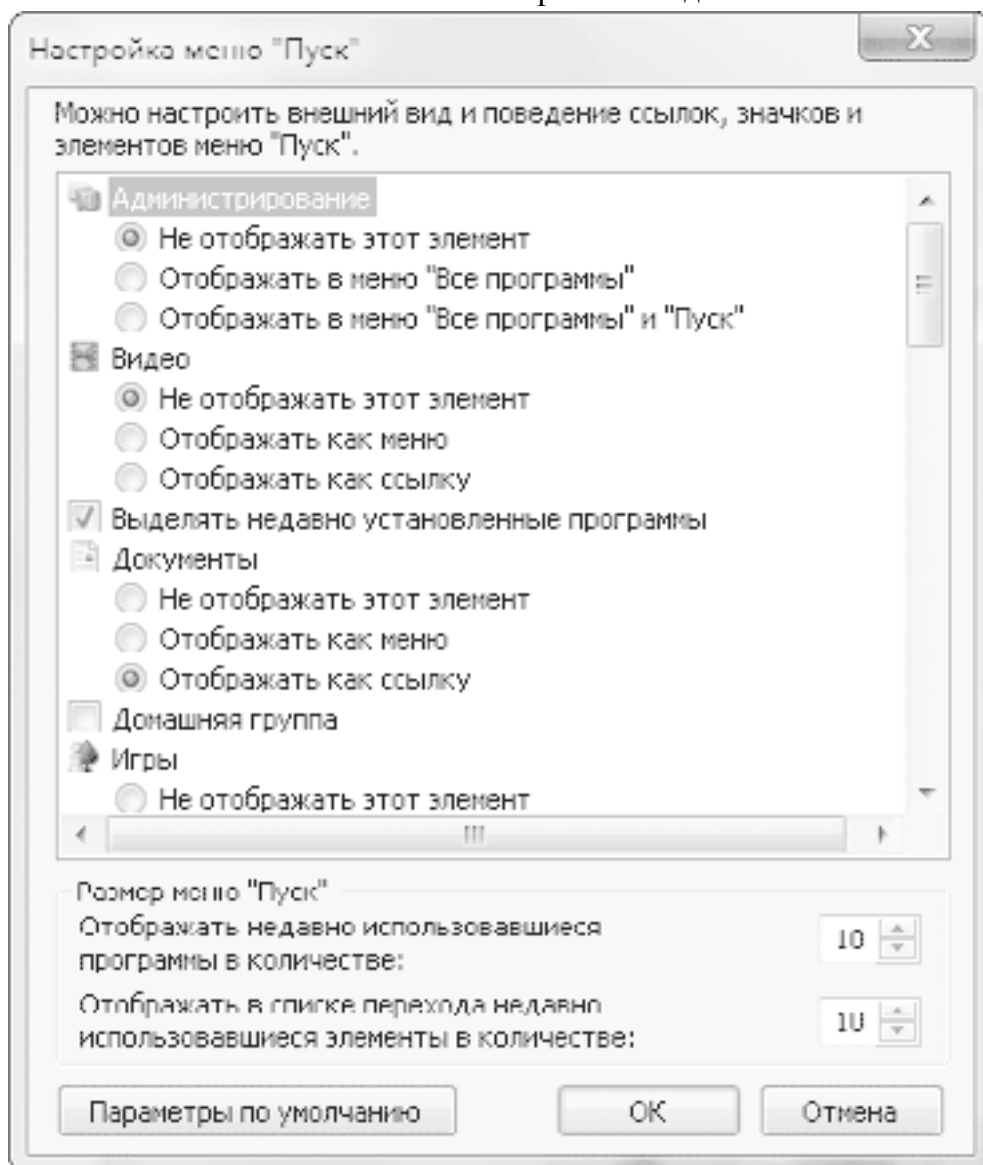 Настройка меню "Пуск"
Можно настроить внешний вид и поведение ссылок, значков и
элементов меню "Пуск".
Администрирование
Не отображать этот элемент
Отображать в меню "Все программы"
Отображать в меню "Все программы" и "Пуск"
Видео
Не отображать этот элемент
Отображать как меню
Отображать как ссылку
Выделять недавно установленные программы
Документы
Не отображать этот элемент
Отображать как меню
Отображать как ссылку
Домашняя группа
Игры
Не отображать этот элемент
Размер меню "Пуск"
Отображать недавно использовавшиеся
программы в количестве:
10
Отображать в списке перехода недавно
использовавшиеся элементы в количестве:
10
Параметры по умолчанию
ОК
Отмена